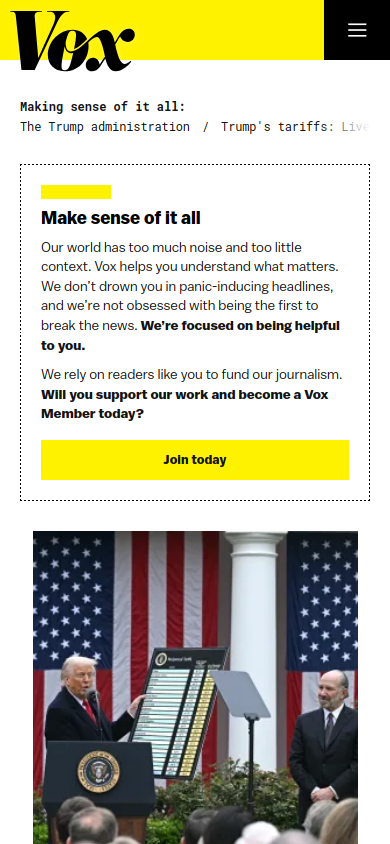 Vox
Making sense of it all:
The Trump administration / Trump's tariffs: Live
Make sense of it all
Our world has too much noise and too little
context. Vox helps you understand what matters.
We don’t drown you in panic-inducing headlines,
and we’re not obsessed with being the first to
break the news. We’re focused on being helpful
to you.
We rely on readers like you to fund our journalism.
Will you support our work and become a Vox
Member today?
Join today
Reciprocal Tariffs